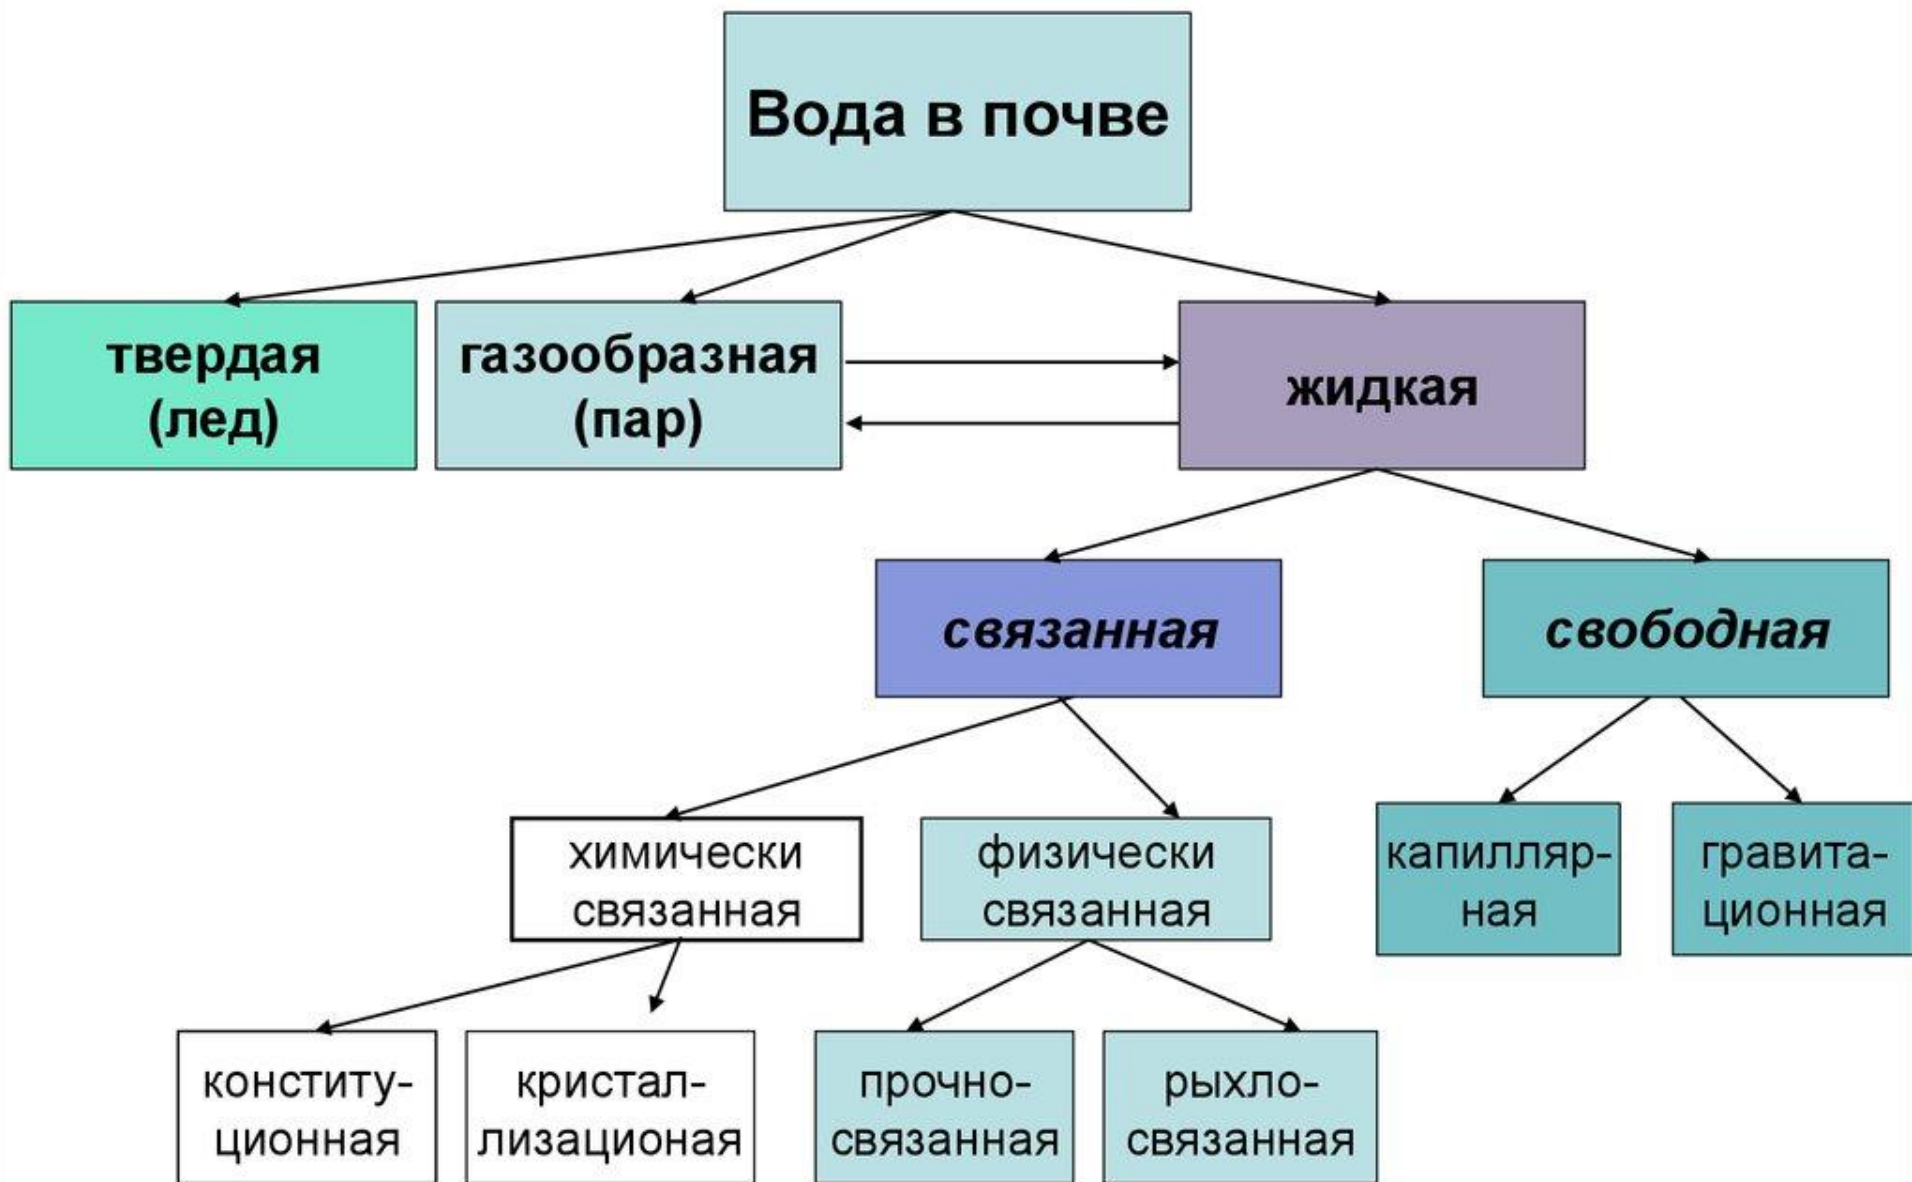 Вода в почве
твердая
(лед)
газообразная
(пар)
жидкая
связанная
свободная
химически
связанная
физически
связанная
капилляр-
ная
гравита-
ционная
конститу-
ционная
кристал-
лизационая
прочно-
связанная
рыхло-
связанная